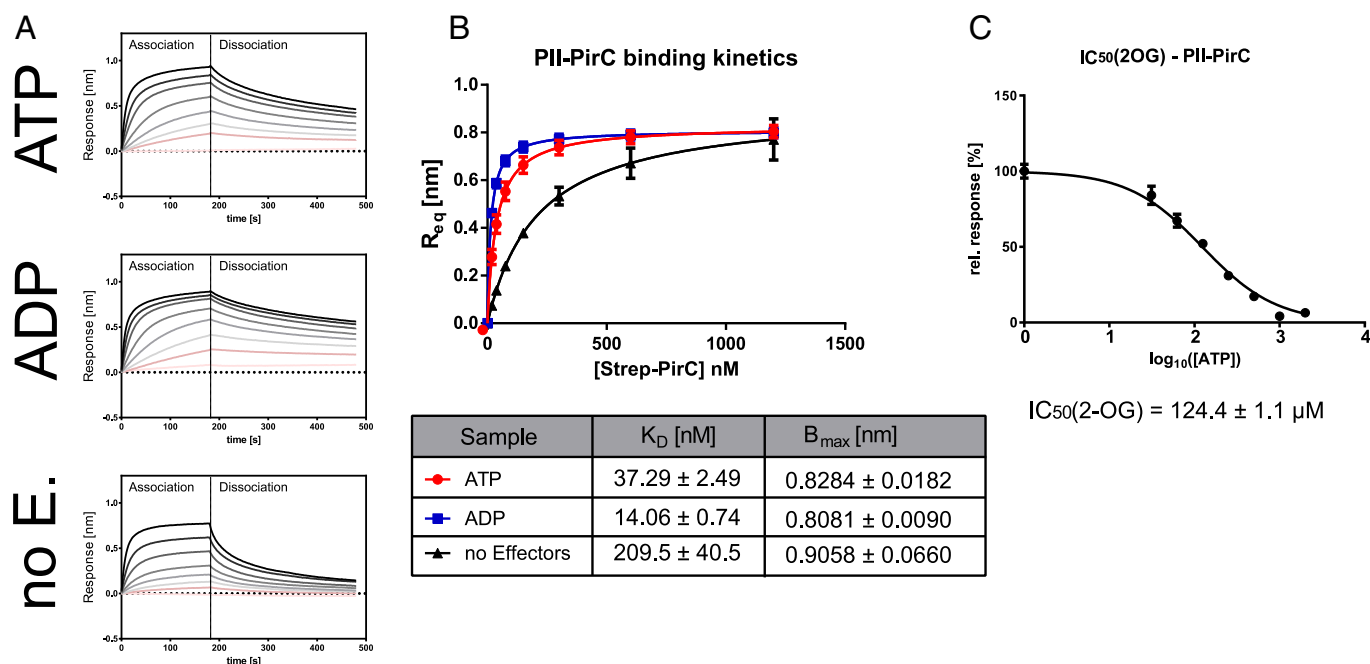 A
ATP
Association
Dissociation
Response [nm]
1.0
0.5
0.0
-0.5
0 100 200 300 400 500
time [s]
ADP
Association
Dissociation
Response [nm]
1.0
0.5
0.0
-0.5
0 100 200 300 400 500
time [s]
no E.
Association
Dissociation
Response [nm]
1.0
0.5
0.0
-0.5
0 100 200 300 400 500
time [s]
B
PII-PirC binding kinetics
Req [nm]
1.0
0.8
0.6
0.4
0.2
0.0
0 500 1000 1500
[Strep-PirC] nM
Sample KD [nM] Bmax [nm]
ATP 37.29 ± 2.49 0.8284 ± 0.0182
ADP 14.06 ± 0.74 0.8081 ± 0.0090
no Effectors 209.5 ± 40.5 0.9058 ± 0.0660
C
IC50(2OG) - PII-PirC
rel. response [%]
150
100
50
0
0 1 2 3 4
log10([ATP])
IC50(2-OG) = 124.4 ± 1.1 µM